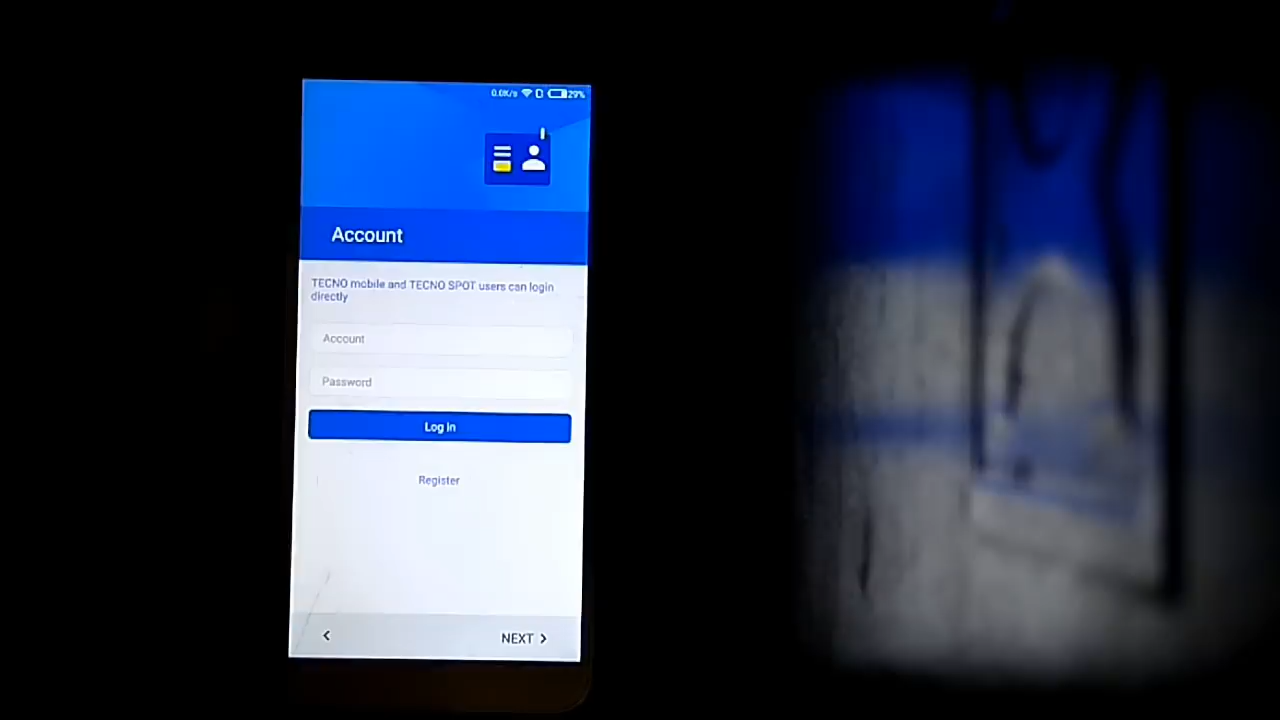 0.0K/s 29%
Account
TECNO mobile and TECNO SPOT users can login
directly
Account
Password
Log in
Register
< NEXT >